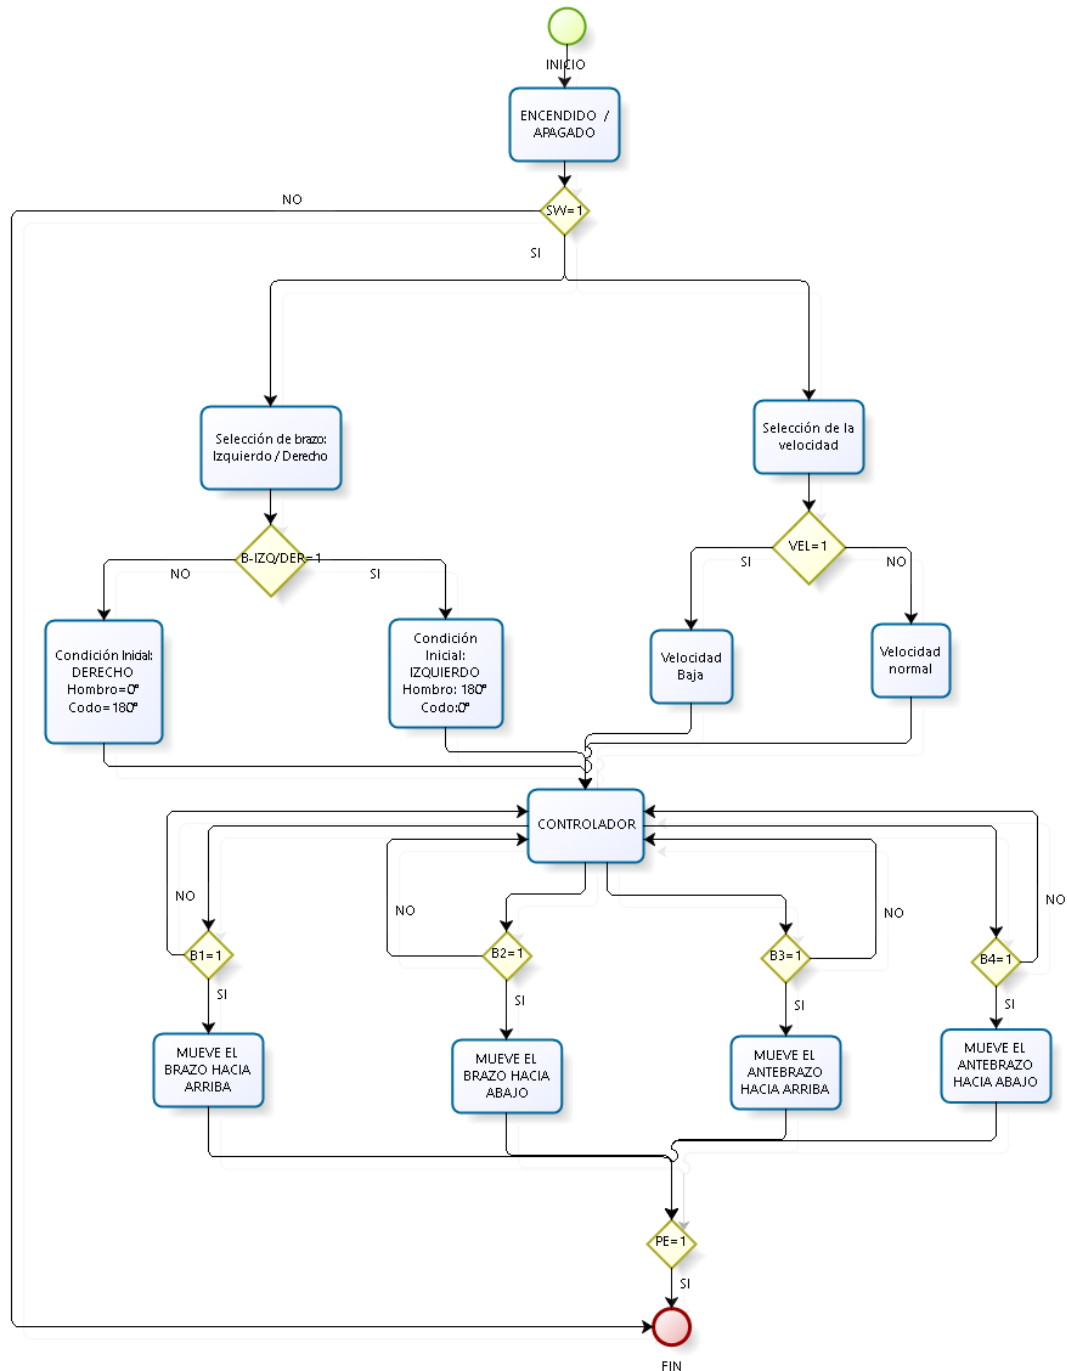 INICIO
ENCENDIDO /
APAGADO
NO
SW=1
SI
Selección de brazo:
Izquierdo / Derecho
Selección de la
velocidad
B-IZQ/DER=1
NO
SI
VEL=1
SI
NO
Condición Inicial:
DERECHO
Hombro=0º
Codo=180º
Condición
Inicial:
IZQUIERDO
Hombro: 180º
Codo:0º
Velocidad
Baja
Velocidad
normal
CONTROLADOR
NO
NO
NO
NO
B1=1
B2=1
B3=1
B4=1
SI
SI
SI
SI
MUEVE EL
BRAZO HACIA
ARRIBA
MUEVE EL
BRAZO HACIA
ABAJO
MUEVE EL
ANTEBRAZO
HACIA ARRIBA
MUEVE EL
ANTEBRAZO
HACIA ABAJO
PE=1
SI
FIN